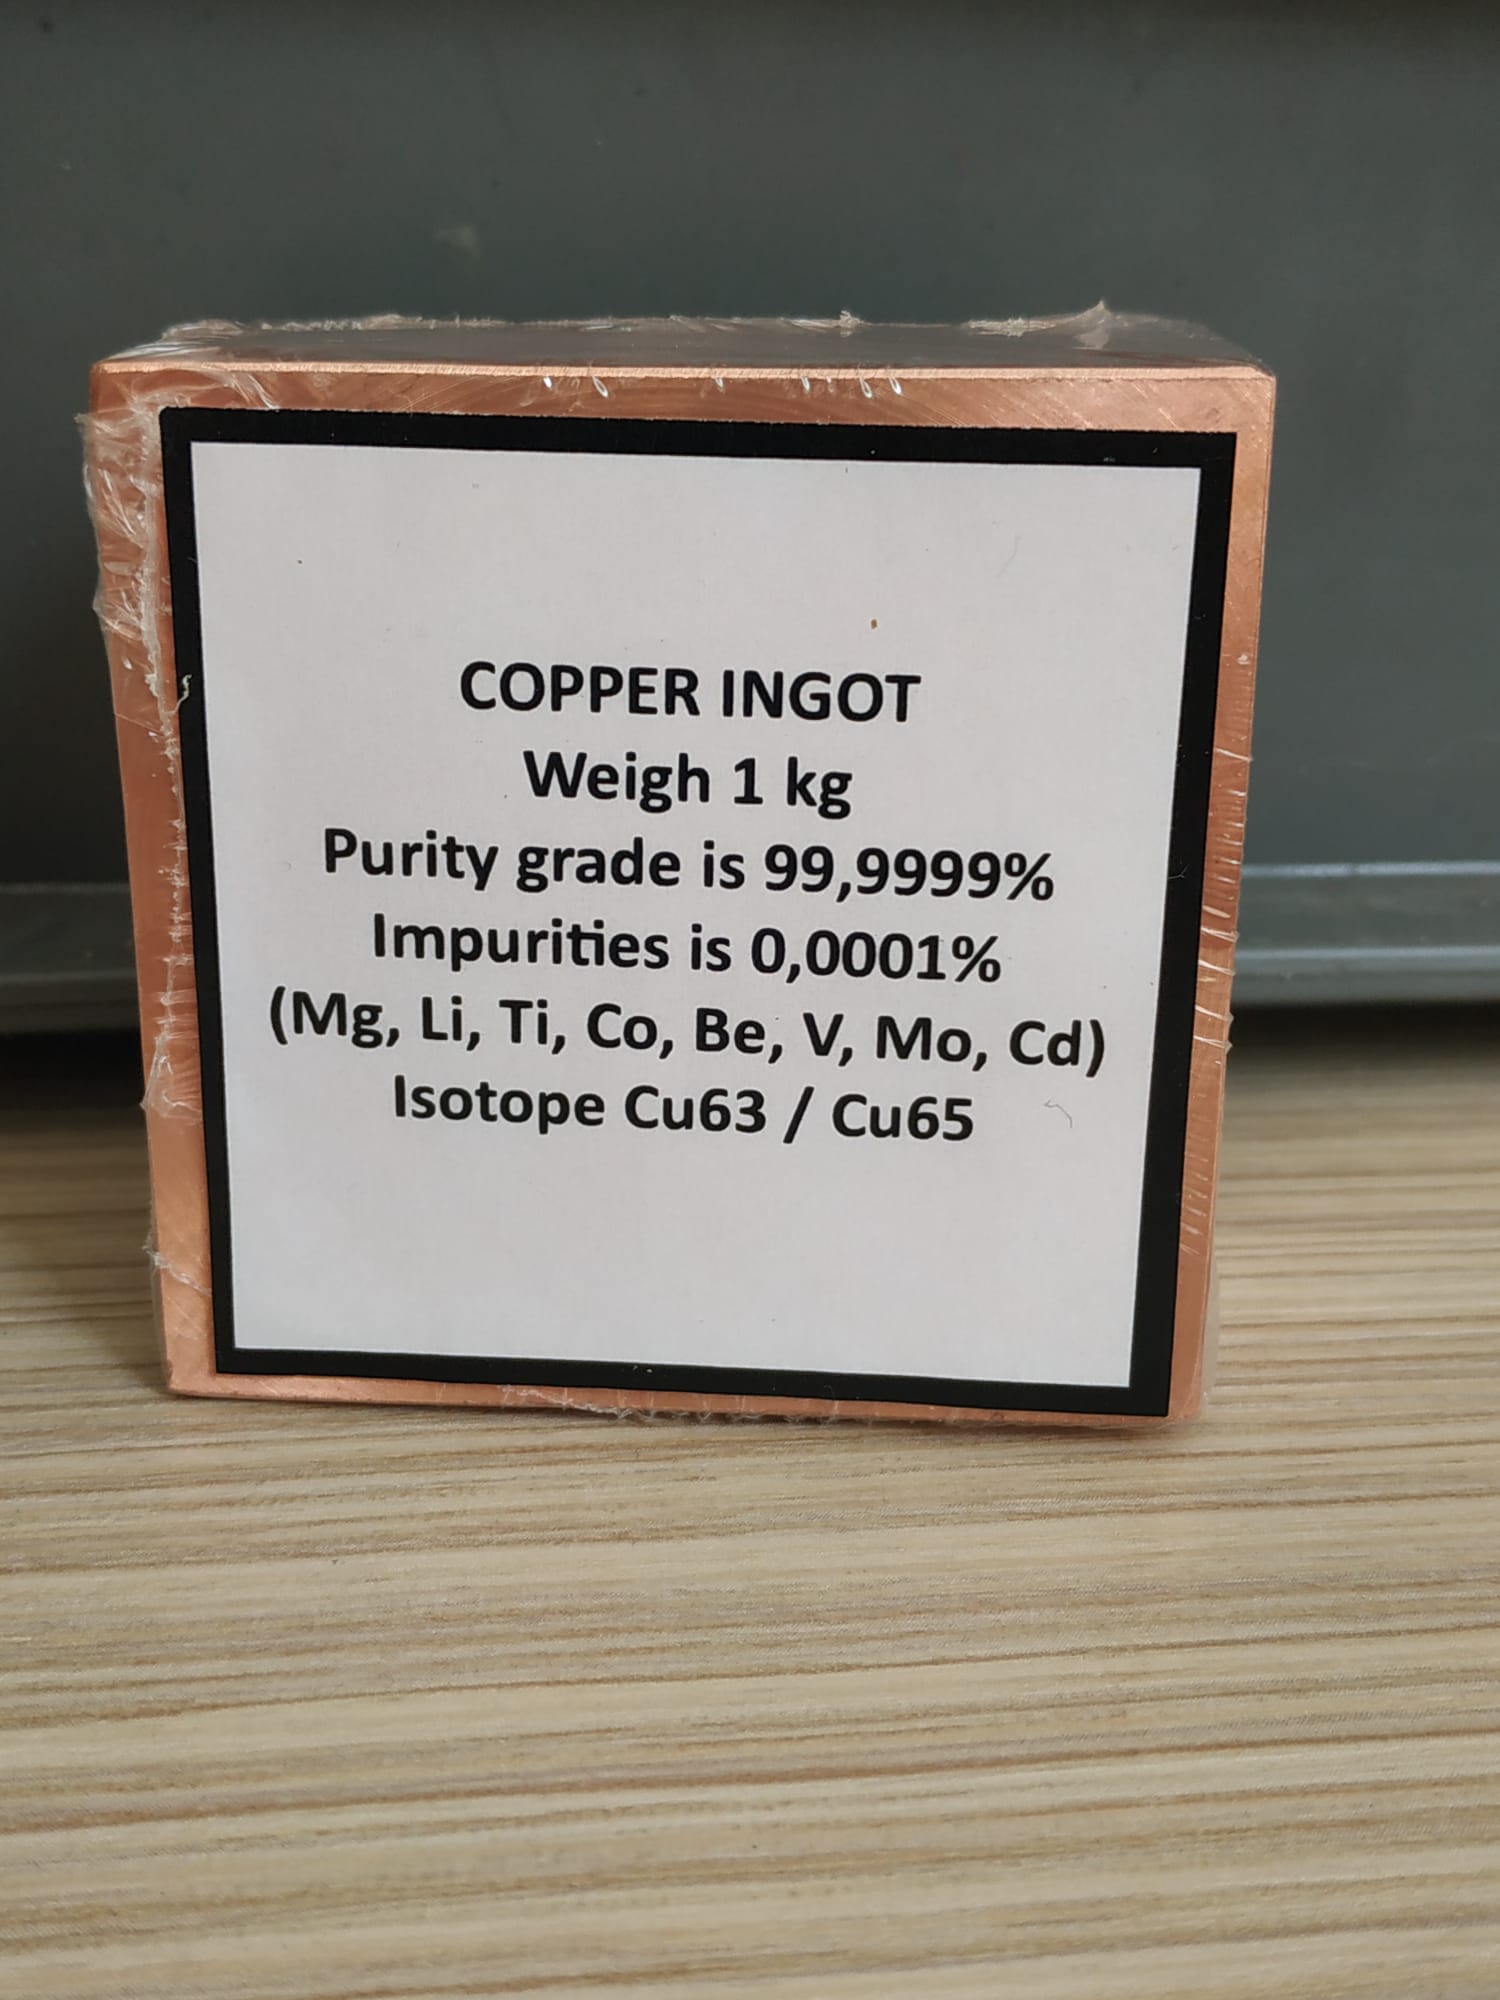 COPPER INGOT
Weigh 1 kg
Purity grade is 99,9999%
Impurities is 0,0001%
(Mg, Li, Ti, Co, Be, V, Mo, Cd)
Isotope Cu63 / Cu65